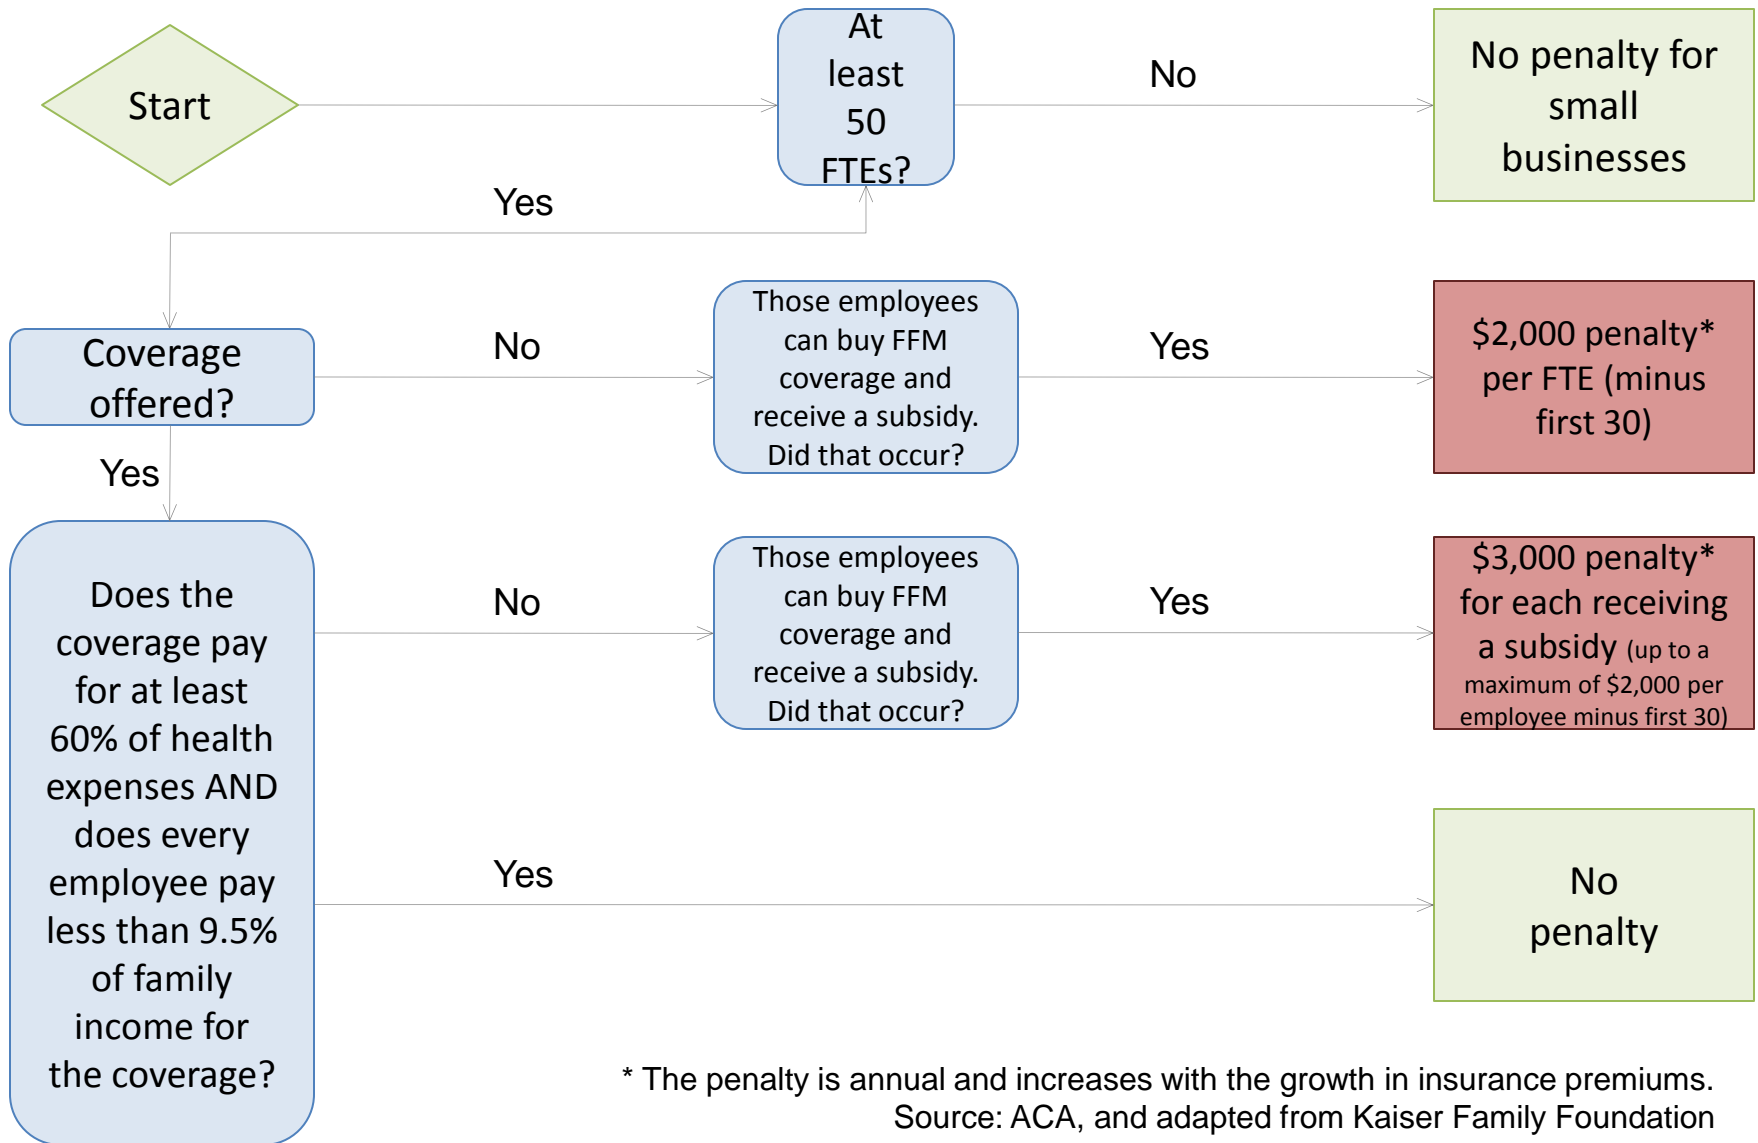 Start
At
least
50
FTEs?
No
No penalty for
small
businesses
Yes
Coverage
offered?
No
Those employees
can buy FFM
coverage and
receive a subsidy.
Did that occur?
Yes
$2,000 penalty*
per FTE (minus
first 30)
Yes
Does the
coverage pay
for at least
60% of health
expenses AND
does every
employee pay
less than 9.5%
of family
income for
the coverage?
No
Those employees
can buy FFM
coverage and
receive a subsidy.
Did that occur?
Yes
$3,000 penalty*
for each receiving
a subsidy (up to a
maximum of $2,000 per
employee minus first 30)
Yes
No
penalty
* The penalty is annual and increases with the growth in insurance premiums.
Source: ACA, and adapted from Kaiser Family Foundation